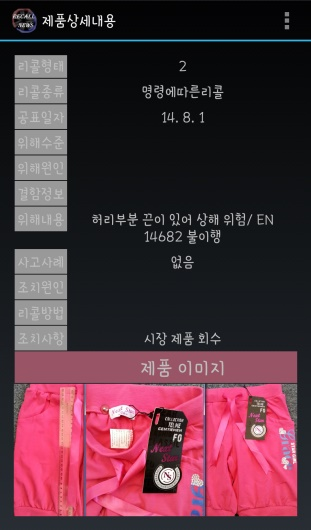 RECALL
NEWS
제품상세내용
리콜형태 2
리콜종류 명령에따른리콜
공표일자 14. 8. 1
위해수준
위해원인
결함정보
위해내용 허리부분 끈이 있어 상해 위험/ EN
14682 불이행
사고사례 없음
조치원인
리콜방법
조치사항 시장 제품 회수
제품 이미지
COLLECTION
FO
FO